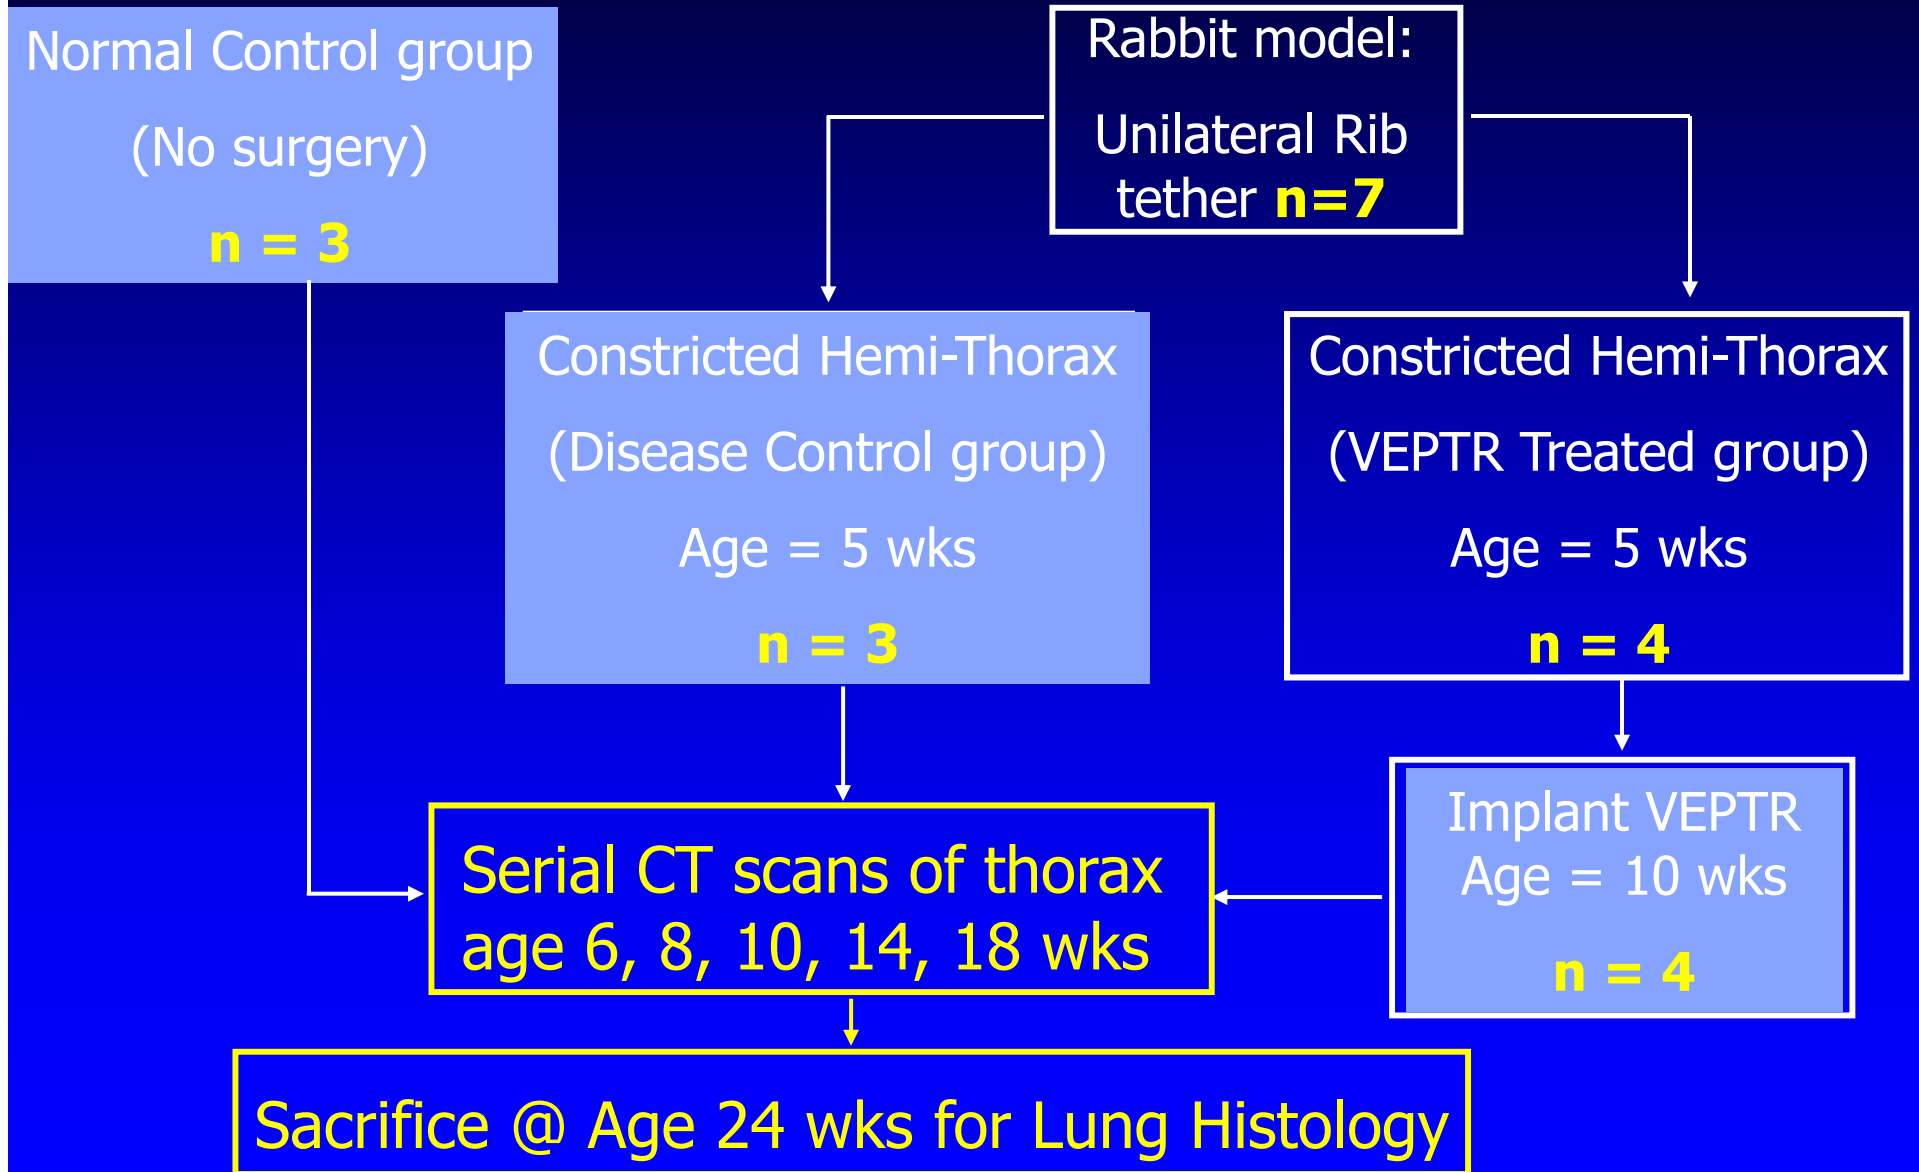 Normal Control group
(No surgery)
n = 3
Rabbit model:
Unilateral Rib
tether n=7
Constricted Hemi-Thorax
(Disease Control group)
Age = 5 wks
n = 3
Constricted Hemi-Thorax
(VEPTR Treated group)
Age = 5 wks
n = 4
Implant VEPTR
Age = 10 wks
n = 4
Serial CT scans of thorax
age 6, 8, 10, 14, 18 wks
Sacrifice @ Age 24 wks for Lung Histology